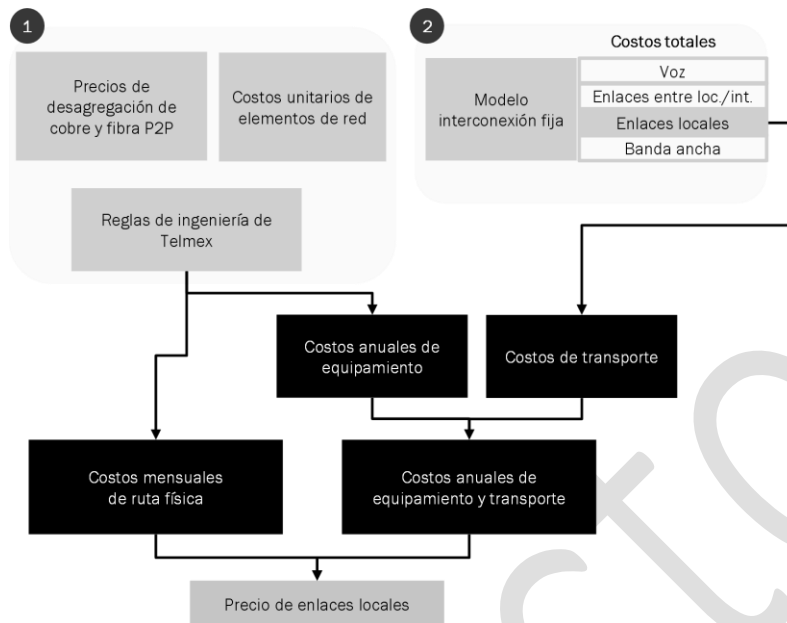 1
Precios de
desagregación de
cobre y fibra P2P
Costos unitarios de
elementos de red
Reglas de ingeniería de
Telmex
2
Costos totales
Modelo
interconexión fija
Voz
Enlaces entre loc./int.
Enlaces locales
Banda ancha
Costos anuales de
equipamiento
Costos de transporte
Costos mensuales
de ruta física
Costos anuales de
equipamiento y transporte
Precio de enlaces locales